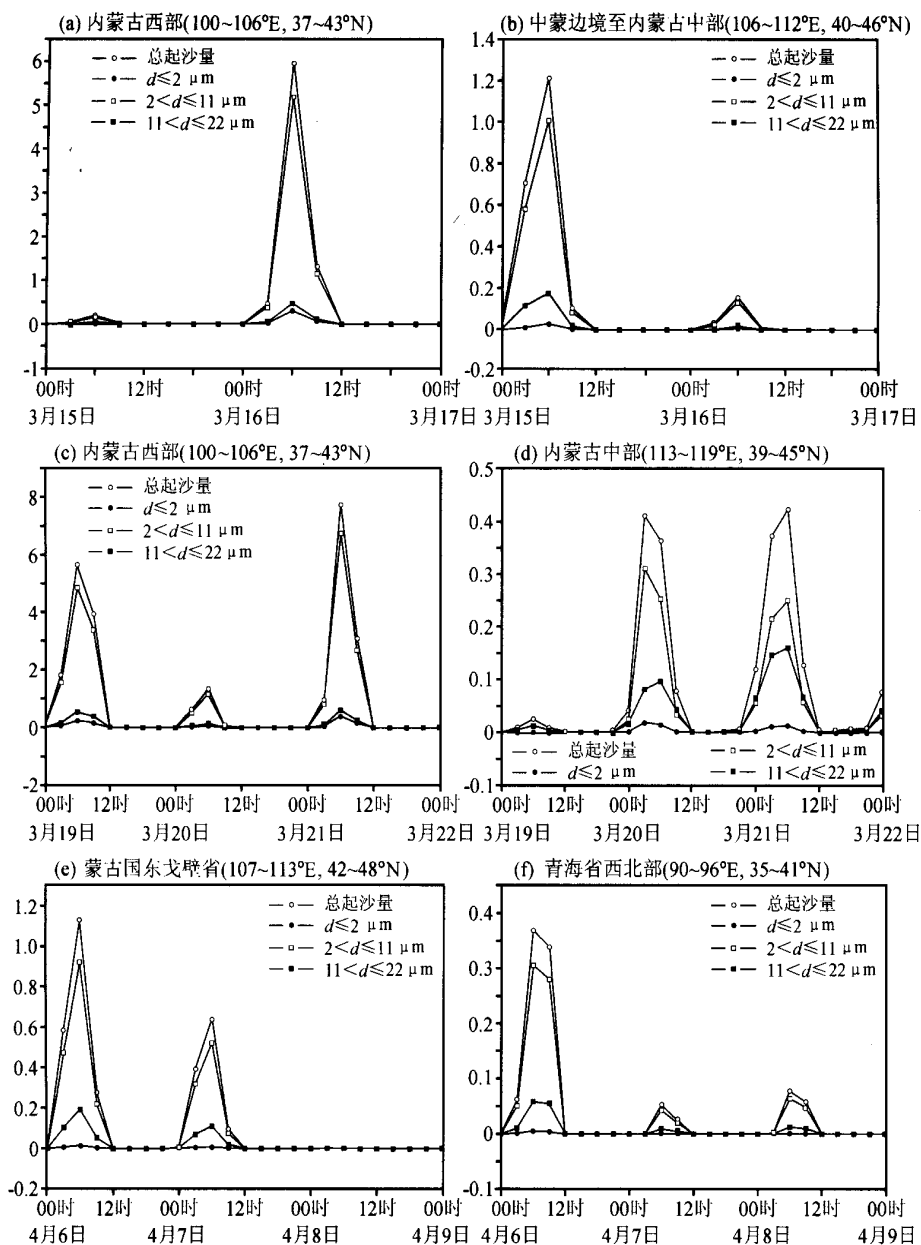 (a) 内蒙古西部(100~106°E, 37~43°N)
总起沙量
d≤2 μm
2<d≤11 μm
11<d≤22 μm
6
5
4
3
2
1
0
-1
00时 12时 00时 12时 00时
3月15日 3月16日 3月17日
(b) 中蒙边境至内蒙古中部(106~112°E, 40~46°N)
总起沙量
d≤2 μm
2<d≤11 μm
11<d≤22 μm
1.4
1.2
1.0
0.8
0.6
0.4
0.2
0
-0.2
00时 12时 00时 12时 00时
3月15日 3月16日 3月17日
(c) 内蒙古西部(100~106°E, 37~43°N)
总起沙量
d≤2 μm
2<d≤11 μm
11<d≤22 μm
8
6
4
2
0
-2
00时 12时 00时 12时 00时 12时 00时
3月19日 3月20日 3月21日 3月22日
(d) 内蒙古中部(113~119°E, 39~45°N)
0.5
0.4
0.3
0.2
0.1
0
-0.1
总起沙量 2<d≤11 μm
d≤2 μm 11<d≤22 μm
00时 12时 00时 12时 00时 12时 00时
3月19日 3月20日 3月21日 3月22日
(e) 蒙古国东戈壁省(107~113°E, 42~48°N)
总起沙量
d≤2 μm
2<d≤11 μm
11<d≤22 μm
1.2
1.0
0.8
0.6
0.4
0.2
0
-0.2
00时 12时 00时 12时 00时 12时 00时
4月6日 4月7日 4月8日 4月9日
(f) 青海省西北部(90~96°E, 35~41°N)
总起沙量
d≤2 μm
2<d≤11 μm
11<d≤22 μm
0.4
0.3
0.2
0.1
0
-0.1
00时 12时 00时 12时 00时 12时 00时
4月6日 4月7日 4月8日 4月9日